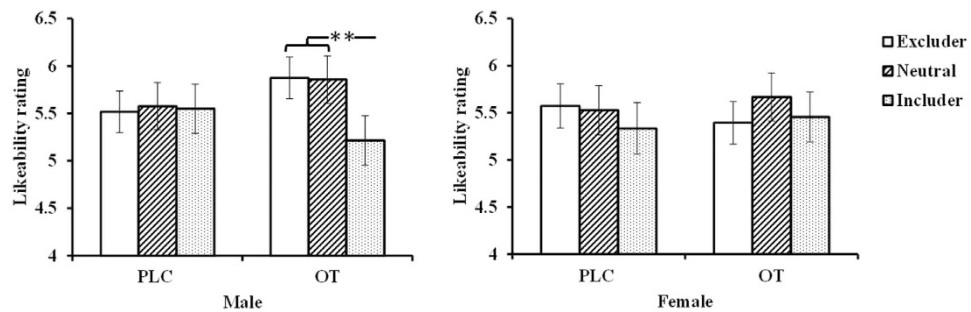 6.5
6
5.5
5
4.5
4
Likeability rating
**
PLC
OT
Male
6.5
6
5.5
5
4.5
4
Likeability rating
PLC
OT
Female
Excluder
Neutral
Includer